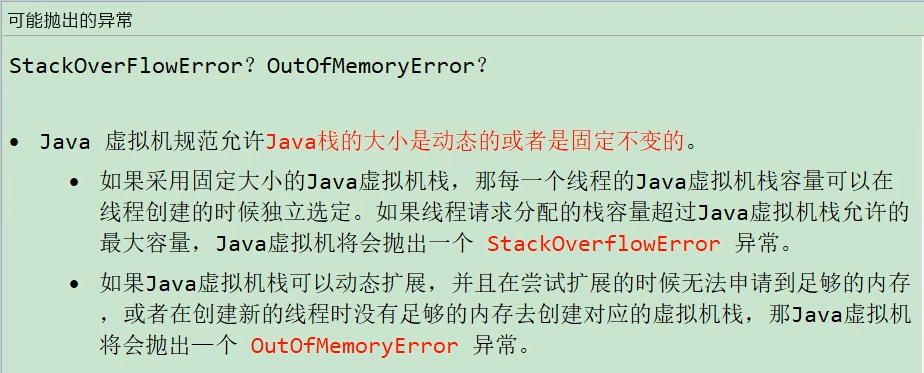 可能抛出的异常
StackOverFlowError？OutOfMemoryError？
• Java 虚拟机规范允许Java栈的大小是动态的或者是固定不变的。
• 如果采用固定大小的Java虚拟机栈，那每一个线程的Java虚拟机栈容量可以在
线程创建的时候独立选定。如果线程请求分配的栈容量超过Java虚拟机栈允许的
最大容量，Java虚拟机将会抛出一个 StackOverflowError 异常。
• 如果Java虚拟机栈可以动态扩展，并且在尝试扩展的时候无法申请到足够的内存
，或者在创建新的线程时没有足够的内存去创建对应的虚拟机栈，那Java虚拟机
将会抛出一个 OutOfMemoryError 异常。